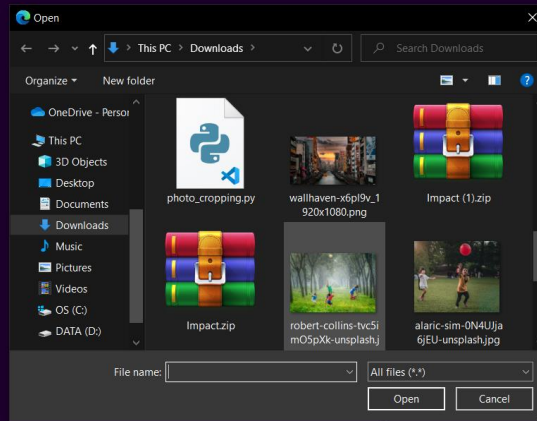 Open
This PC > Downloads >
Search Downloads
Organize
New folder
OneDrive - Person
This PC
3D Objects
Desktop
Documents
Downloads
Music
Pictures
Videos
OS (C:)
DATA (D:)
photo_cropping.py
wallhaven-x6pl9v_1
920x1080.png
Impact (1).zip
Impact.zip
robert-collins-tvc5i
mO5pXk-unsplash.j
alaric-sim-0N4UJja
6jEU-unsplash.jpg
File name:
All files (*.*)
Open
Cancel